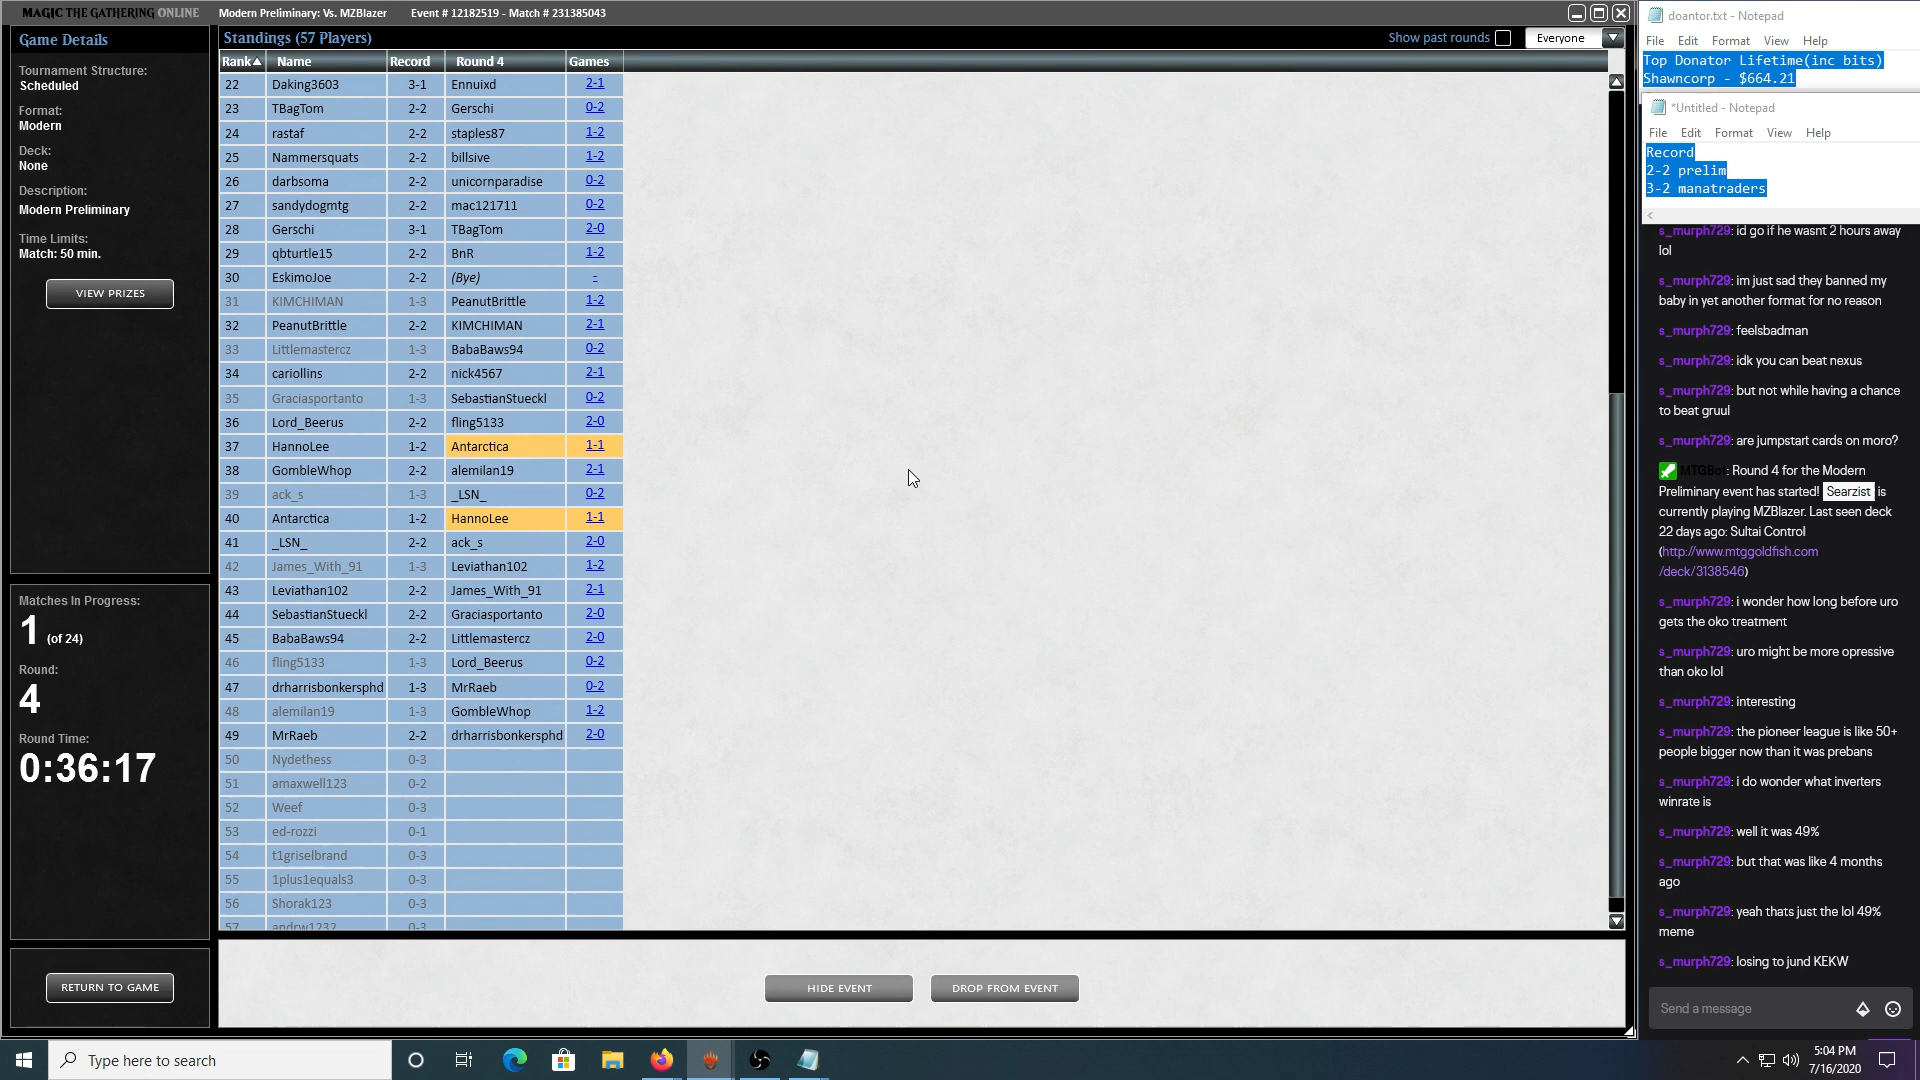 MAGIC THE GATHERING ONLINE
Modern Preliminary: Vs. MZBlazer
Event # 12182519 - Match # 231385043
Game Details
Tournament Structure:
Scheduled
Format:
Modern
Deck:
None
Description:
Modern Preliminary
Time Limits:
Match: 50 min.
VIEW PRIZES
Matches In Progress:
1 (of 24)
Round:
4
Round Time:
0:36:17
RETURN TO GAME
Standings (57 Players)
Show past rounds
Everyone
Rank Name Record Round 4 Games
22 Daking3603 3-1 Ennuixd 2-1
23 TBagTom 2-2 Gerschi 0-2
24 rastaf 2-2 staples87 1-2
25 Nammersquats 2-2 billsive 1-2
26 darbsoma 2-2 unicornparadise 0-2
27 sandydogmtg 2-2 mac121711 0-2
28 Gerschi 3-1 TBagTom 2-0
29 qbturtle15 2-2 BnR 1-2
30 EskimoJoe 2-2 (Bye) -
31 KIMCHIMAN 1-3 PeanutBrittle 1-2
32 PeanutBrittle 2-2 KIMCHIMAN 2-1
33 Littlemastercz 1-3 BabaBaws94 0-2
34 cariollins 2-2 nick4567 2-1
35 Graciasportanto 1-3 SebastianStueckl 0-2
36 Lord_Beerus 2-2 fling5133 2-0
37 HannoLee 1-2 Antarctica 1-1
38 GombleWhop 2-2 alemilan19 2-1
39 ack_s 1-3 _LSN_ 0-2
40 Antarctica 1-2 HannoLee 1-1
41 _LSN_ 2-2 ack_s 2-0
42 James_With_91 1-3 Leviathan102 1-2
43 Leviathan102 2-2 James_With_91 2-1
44 SebastianStueckl 2-2 Graciasportanto 2-0
45 BabaBaws94 2-2 Littlemastercz 2-0
46 fling5133 1-3 Lord_Beerus 0-2
47 drharrisbonkersphd 1-3 MrRaeb 0-2
48 alemilan19 1-3 GombleWhop 1-2
49 MrRaeb 2-2 drharrisbonkersphd 2-0
50 Nydethess 0-3
51 amaxwell123 0-2
52 Weef 0-3
53 ed-rozzi 0-1
54 t1griselbrand 0-3
55 1plus1equals3 0-3
56 Shorak123 0-3
57 andrw1232 0-3
HIDE EVENT
DROP FROM EVENT
doantor.txt - Notepad
File Edit Format View Help
Top Donator Lifetime(inc bits)
Shawncorp - $664.21
*Untitled - Notepad
File Edit Format View Help
Record
2-2 prelim
3-2 manatraders
s_murph729: id go if he wasnt 2 hours away
lol
s_murph729: im just sad they banned my
baby in yet another format for no reason
s_murph729: feelsbadman
s_murph729: idk you can beat nexus
s_murph729: but not while having a chance
to beat gruul
s_murph729: are jumpstart cards on moro?
MTGBot: Round 4 for the Modern
Preliminary event has started! Searzist is
currently playing MZBlazer. Last seen deck
22 days ago: Sultai Control
(http://www.mtggoldfish.com
/deck/3138546)
s_murph729: i wonder how long before uro
gets the oko treatment
s_murph729: uro might be more opressive
than oko lol
s_murph729: interesting
s_murph729: the pioneer league is like 50+
people bigger now than it was prebans
s_murph729: i do wonder what inverters
winrate is
s_murph729: well it was 49%
s_murph729: but that was like 4 months
ago
s_murph729: yeah thats just the lol 49%
meme
s_murph729: losing to jund KEKW
Send a message
Type here to search
5:04 PM
7/16/2020